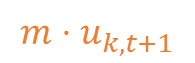 m · u_{k,t+1}